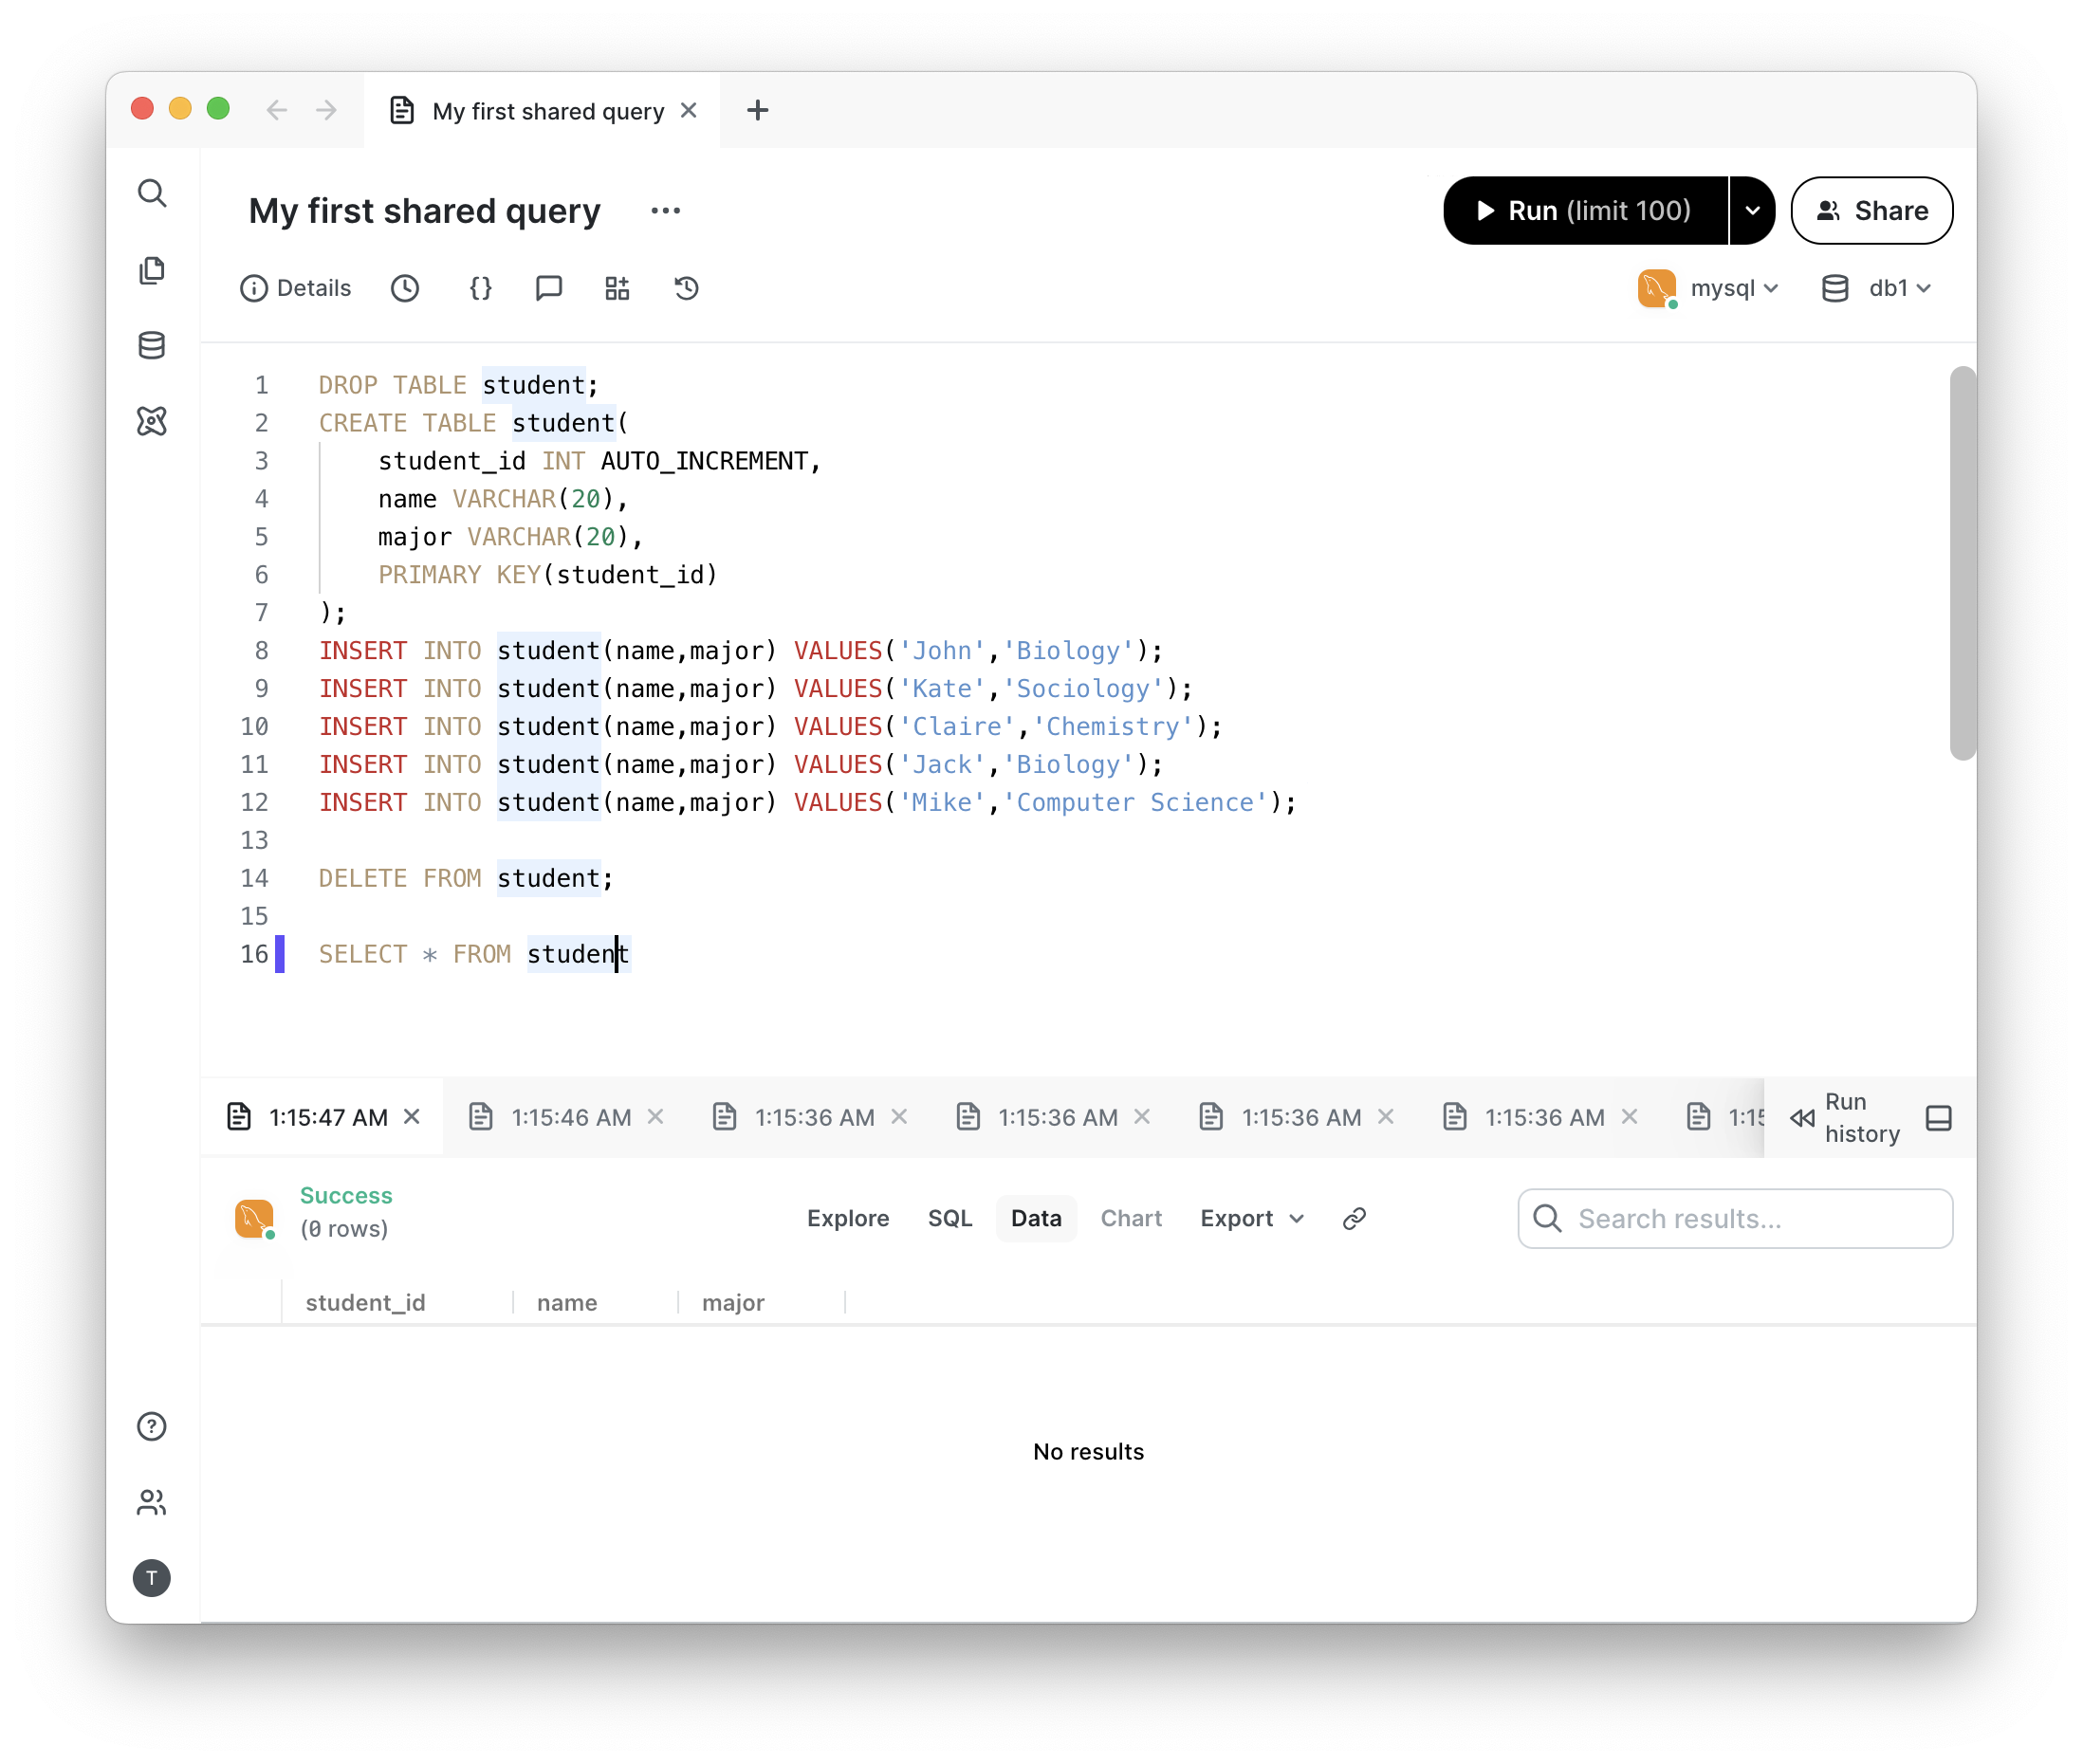 My first shared query
My first shared query
Run (limit 100)
Share
Details
{}
mysql
db1
1 DROP TABLE student;
2 CREATE TABLE student(
3 student_id INT AUTO_INCREMENT,
4 name VARCHAR(20),
5 major VARCHAR(20),
6 PRIMARY KEY(student_id)
7 );
8 INSERT INTO student(name,major) VALUES('John','Biology');
9 INSERT INTO student(name,major) VALUES('Kate','Sociology');
10 INSERT INTO student(name,major) VALUES('Claire','Chemistry');
11 INSERT INTO student(name,major) VALUES('Jack','Biology');
12 INSERT INTO student(name,major) VALUES('Mike','Computer Science');
13
14 DELETE FROM student;
15
16 SELECT * FROM student
1:15:47 AM
1:15:46 AM
1:15:36 AM
1:15:36 AM
1:15:36 AM
1:15:36 AM
1:15
Run
history
Success
(0 rows)
Explore
SQL
Data
Chart
Export
Search results...
student_id
name
major
No results
T